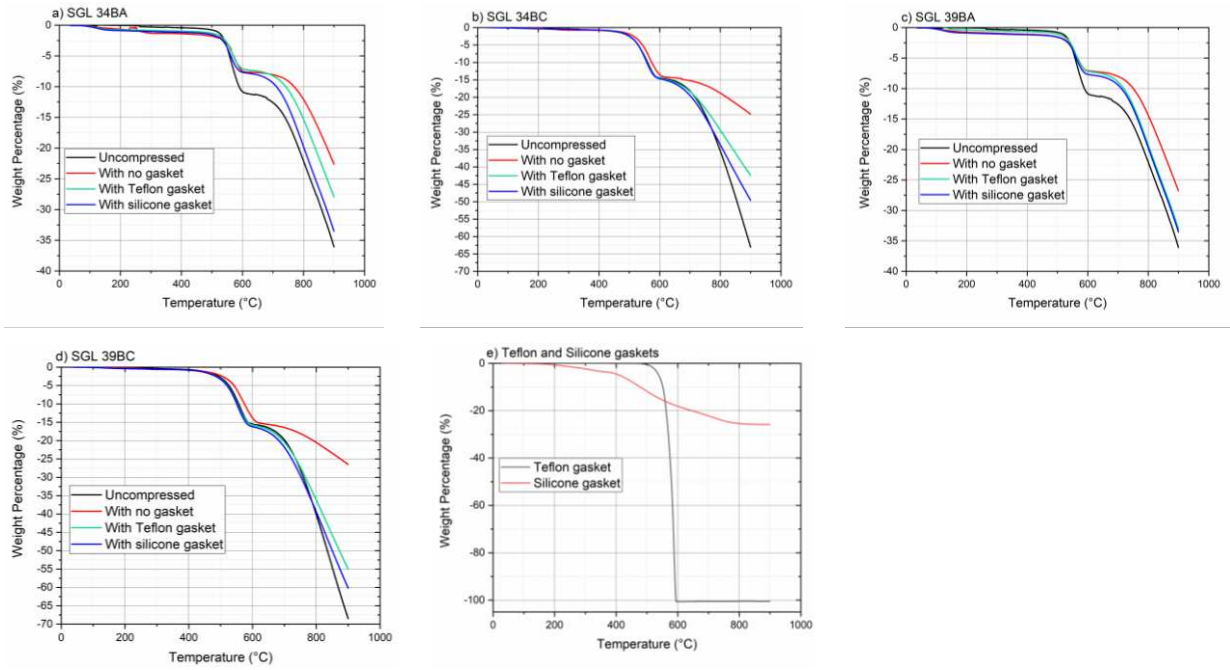 a) SGL 34BA
0
-5
-10
-15
-20
-25
-30
-35
-40
Weight Percentage (%)
Uncompressed
With no gasket
With Teflon gasket
With silicone gasket
0 200 400 600 800 1000
Temperature (°C)
b) SGL 34BC
0
-5
-10
-15
-20
-25
-30
-35
-40
-45
-50
-55
-60
-65
-70
Weight Percentage (%)
Uncompressed
With no gasket
With Teflon gasket
With silicone gasket
0 200 400 600 800 1000
Temperature (°C)
c) SGL 39BA
0
-5
-10
-15
-20
-25
-30
-35
-40
Weight Percentage (%)
Uncompressed
With no gasket
With Teflon gasket
With silicone gasket
0 200 400 600 800 1000
Temperature (°C)
d) SGL 39BC
0
-5
-10
-15
-20
-25
-30
-35
-40
-45
-50
-55
-60
-65
-70
Weight Percentage (%)
Uncompressed
With no gasket
With Teflon gasket
With silicone gasket
0 200 400 600 800 1000
Temperature (°C)
e) Teflon and Silicone gaskets
0
-20
-40
-60
-80
-100
Weight Percentage (%)
Teflon gasket
Silicone gasket
0 200 400 600 800 1000
Temperature (°C)